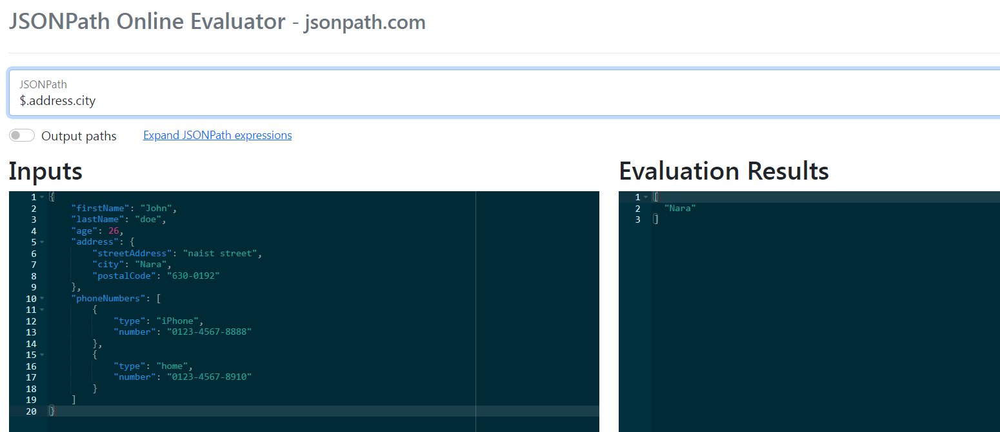 JSONPath Online Evaluator - jsonpath.com
JSONPath
$.address.city
Output paths
Expand JSONPath expressions
Inputs
1 {
2 "firstName": "John",
3 "lastName": "doe",
4 "age": 26,
5 "address": {
6 "streetAddress": "naist street",
7 "city": "Nara",
8 "postalCode": "630-0192"
9 },
10 "phoneNumbers": [
11 {
12 "type": "iPhone",
13 "number": "0123-4567-8888"
14 },
15 {
16 "type": "home",
17 "number": "0123-4567-8910"
18 }
19 ]
20 }
Evaluation Results
1 [
2 "Nara"
3 ]